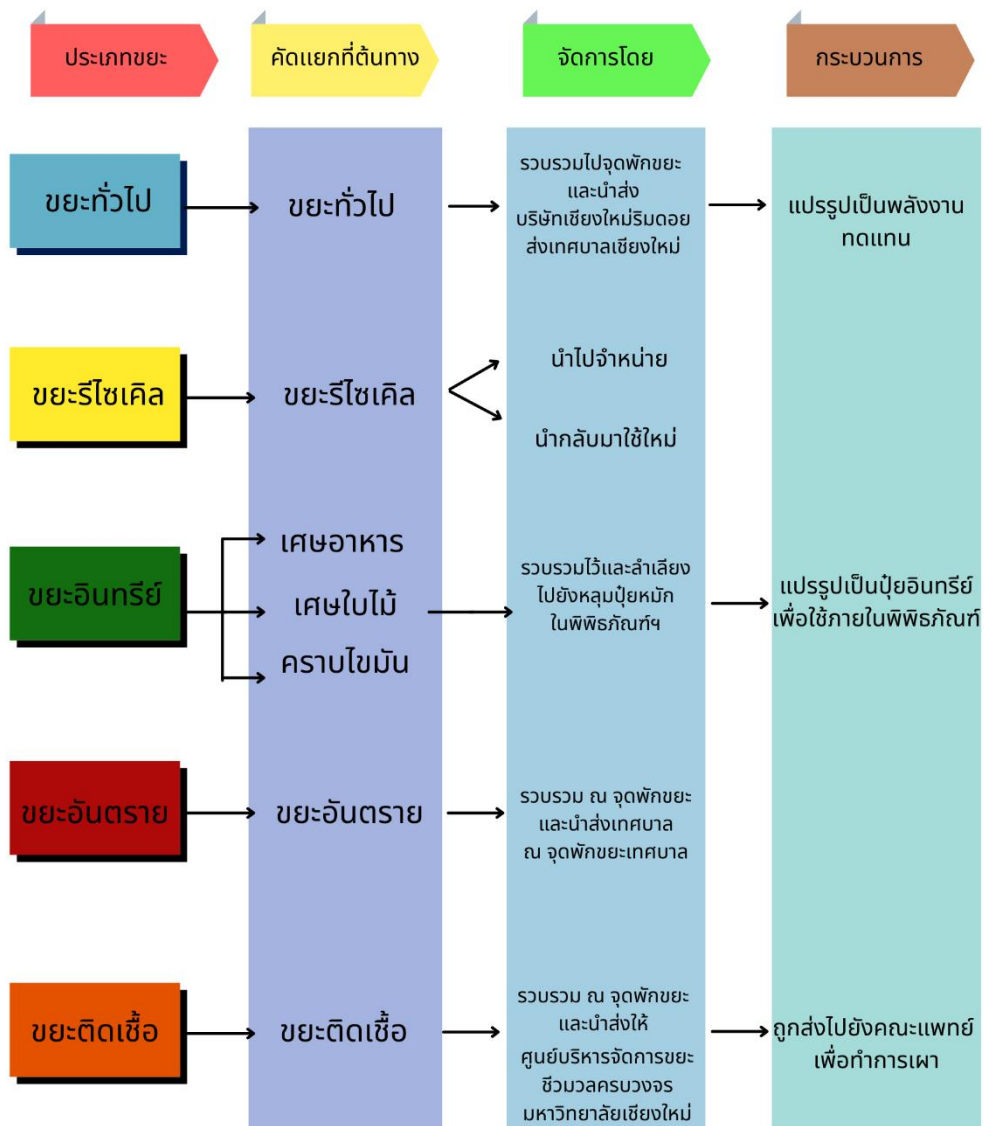 ประเภทขยะ
คัดแยกที่ต้นทาง
จัดการโดย
กระบวนการ
ขยะทั่วไป
ขยะทั่วไป
รวบรวมไปจุดพักขยะ
และนำส่ง
บริษัทเชียงใหม่ริมดอย
ส่งเทศบาลเชียงใหม่
แปรรูปเป็นพลังงาน
ทดแทน
ขยะรีไซเคิล
ขยะรีไซเคิล
นำไปจำหน่าย
นำกลับมาใช้ใหม่
ขยะอินทรีย์
เศษอาหาร
เศษใบไม้
คราบไขมัน
รวบรวมไว้และลำเลียง
ไปยังหลุมปุ๋ยหมัก
ในพิพิธภัณฑ์ฯ
แปรรูปเป็นปุ๋ยอินทรีย์
เพื่อใช้ภายในพิพิธภัณฑ์
ขยะอันตราย
ขยะอันตราย
รวบรวม ณ จุดพักขยะ
และนำส่งเทศบาล
ณ จุดพักขยะเทศบาล
ขยะติดเชื้อ
ขยะติดเชื้อ
รวบรวม ณ จุดพักขยะ
และนำส่งให้
ศูนย์บริหารจัดการขยะ
ชีวมวลครบวงจร
มหาวิทยาลัยเชียงใหม่
ถูกส่งไปยังคณะแพทย์
เพื่อทำการเผา